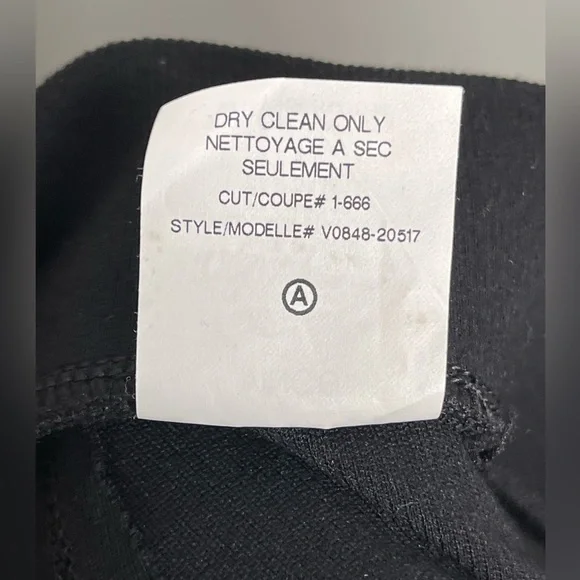 DRY CLEAN ONLY
NETTOYAGE A SEC
SEULEMENT
CUT/COUPE# 1-666
STYLE/MODELLE# V0848-20517
A